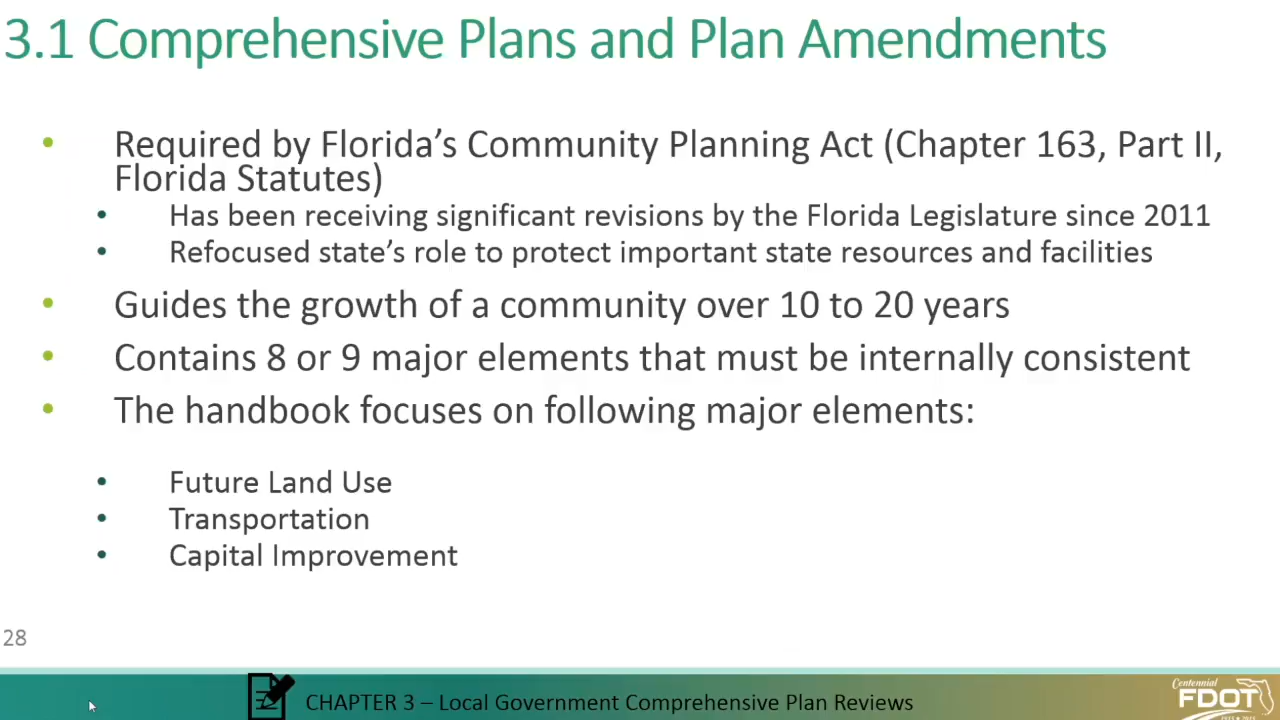 3.1 Comprehensive Plans and Plan Amendments
• Required by Florida’s Community Planning Act (Chapter 163, Part II,
Florida Statutes)
• Has been receiving significant revisions by the Florida Legislature since 2011
• Refocused state’s role to protect important state resources and facilities
• Guides the growth of a community over 10 to 20 years
• Contains 8 or 9 major elements that must be internally consistent
• The handbook focuses on following major elements:
• Future Land Use
• Transportation
• Capital Improvement
28
CHAPTER 3 – Local Government Comprehensive Plan Reviews
Centennial
FDOT